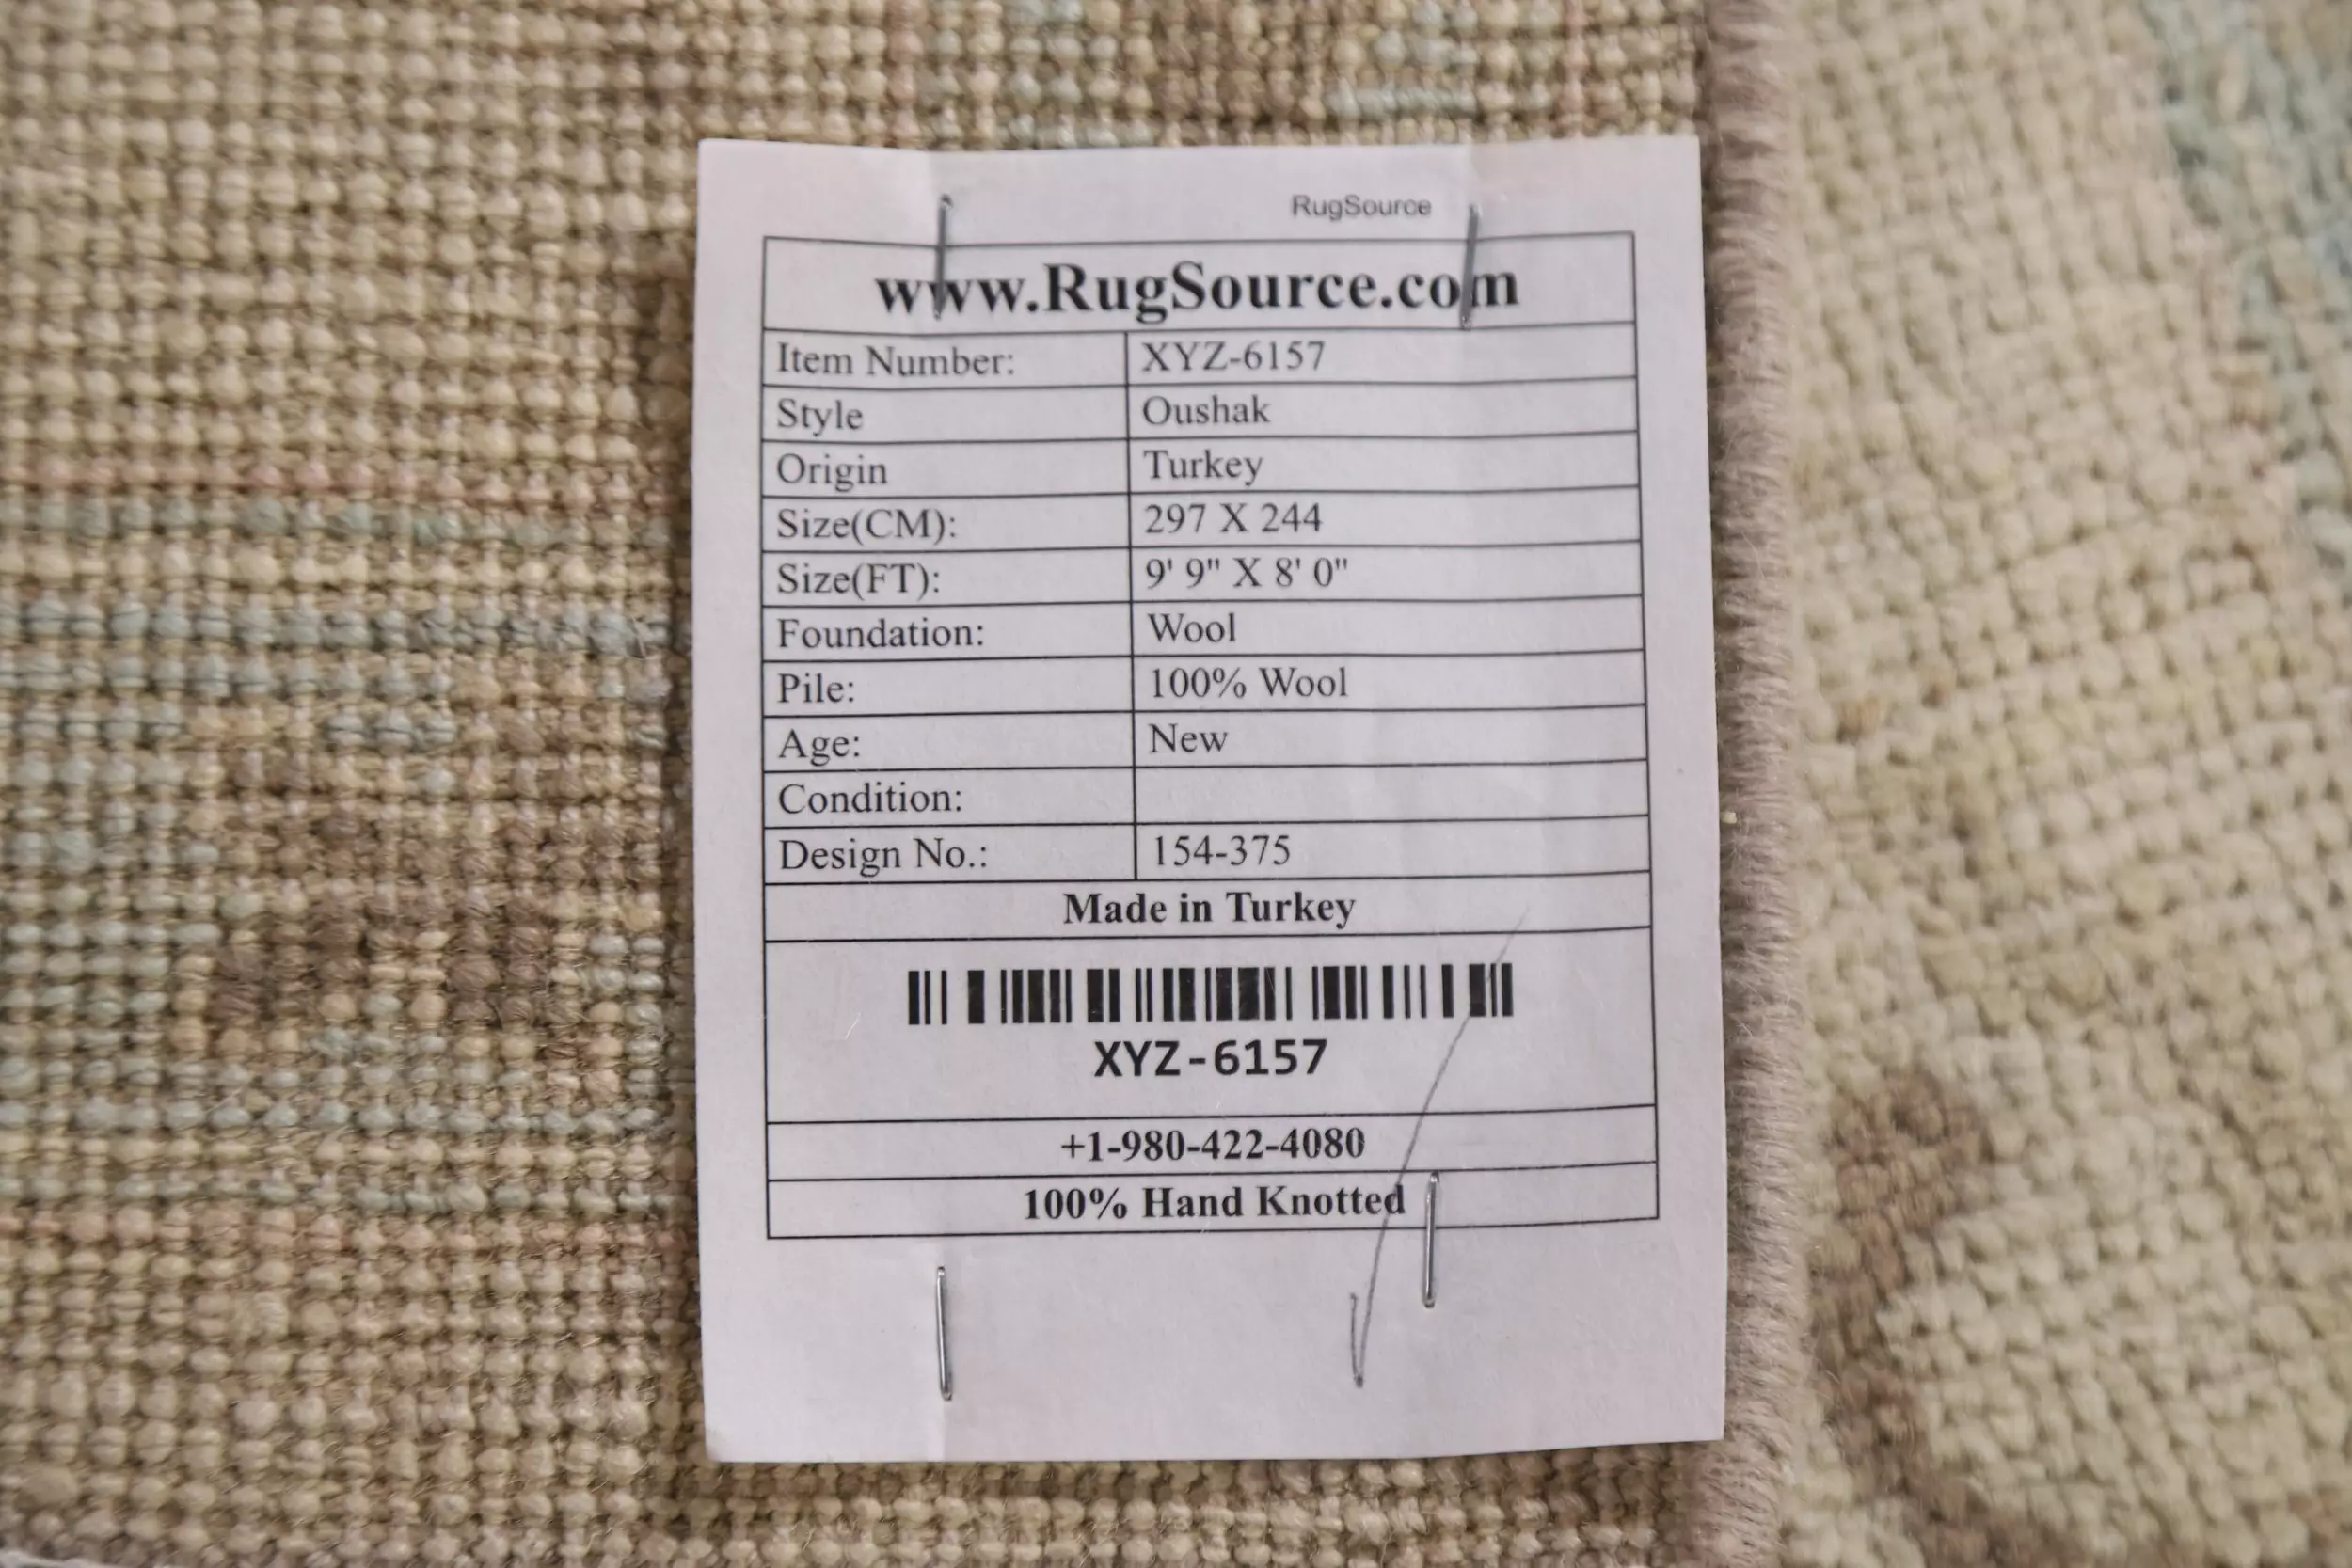 RugSource
www.RugSource.com
Item Number: XYZ-6157
Style Oushak
Origin Turkey
Size(CM): 297 X 244
Size(FT): 9' 9" X 8' 0"
Foundation: Wool
Pile: 100% Wool
Age: New
Condition:
Design No.: 154-375
Made in Turkey
XYZ-6157
+1-980-422-4080
100% Hand Knotted